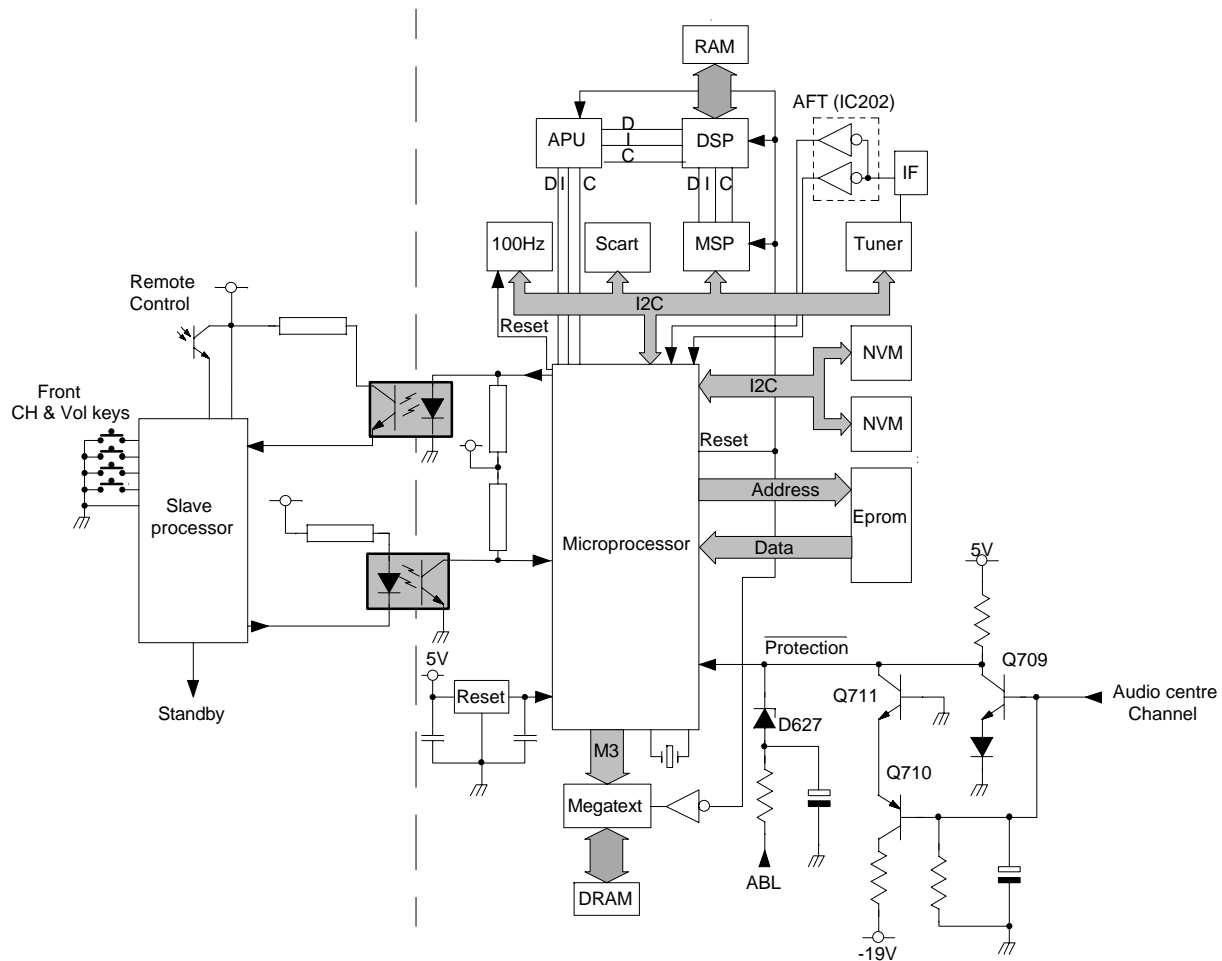 RAM
AFT (IC202)
APU
D
I
C
DSP
IF
D I C
D I C
100Hz
Scart
MSP
Tuner
Remote
Control
I2C
Reset
NVM
I2C
Front
CH & Vol keys
NVM
Reset
Address
Slave
processor
Microprocessor
Eprom
Data
5V
Protection
Q709
5V
Reset
Q711
Audio centre
Channel
Standby
D627
M3
Q710
Megatext
ABL
DRAM
-19V